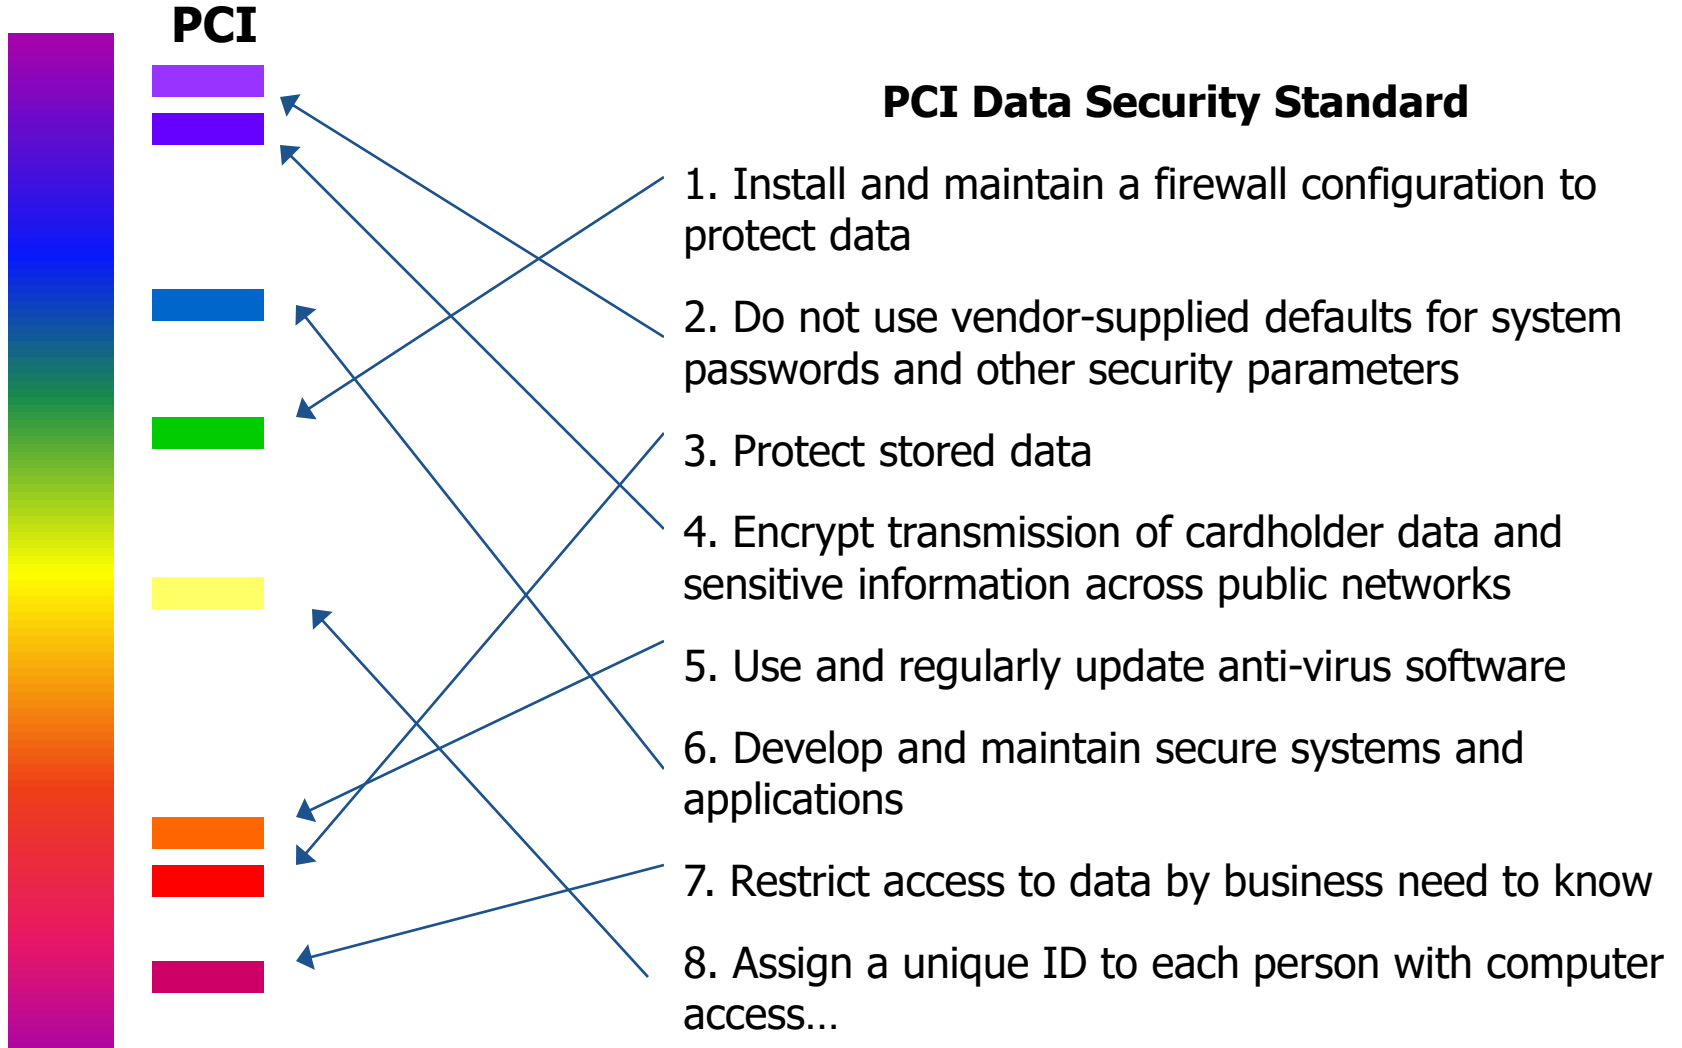 PCI
PCI Data Security Standard
1. Install and maintain a firewall configuration to
protect data
2. Do not use vendor-supplied defaults for system
passwords and other security parameters
3. Protect stored data
4. Encrypt transmission of cardholder data and
sensitive information across public networks
5. Use and regularly update anti-virus software
6. Develop and maintain secure systems and
applications
7. Restrict access to data by business need to know
8. Assign a unique ID to each person with computer
access…